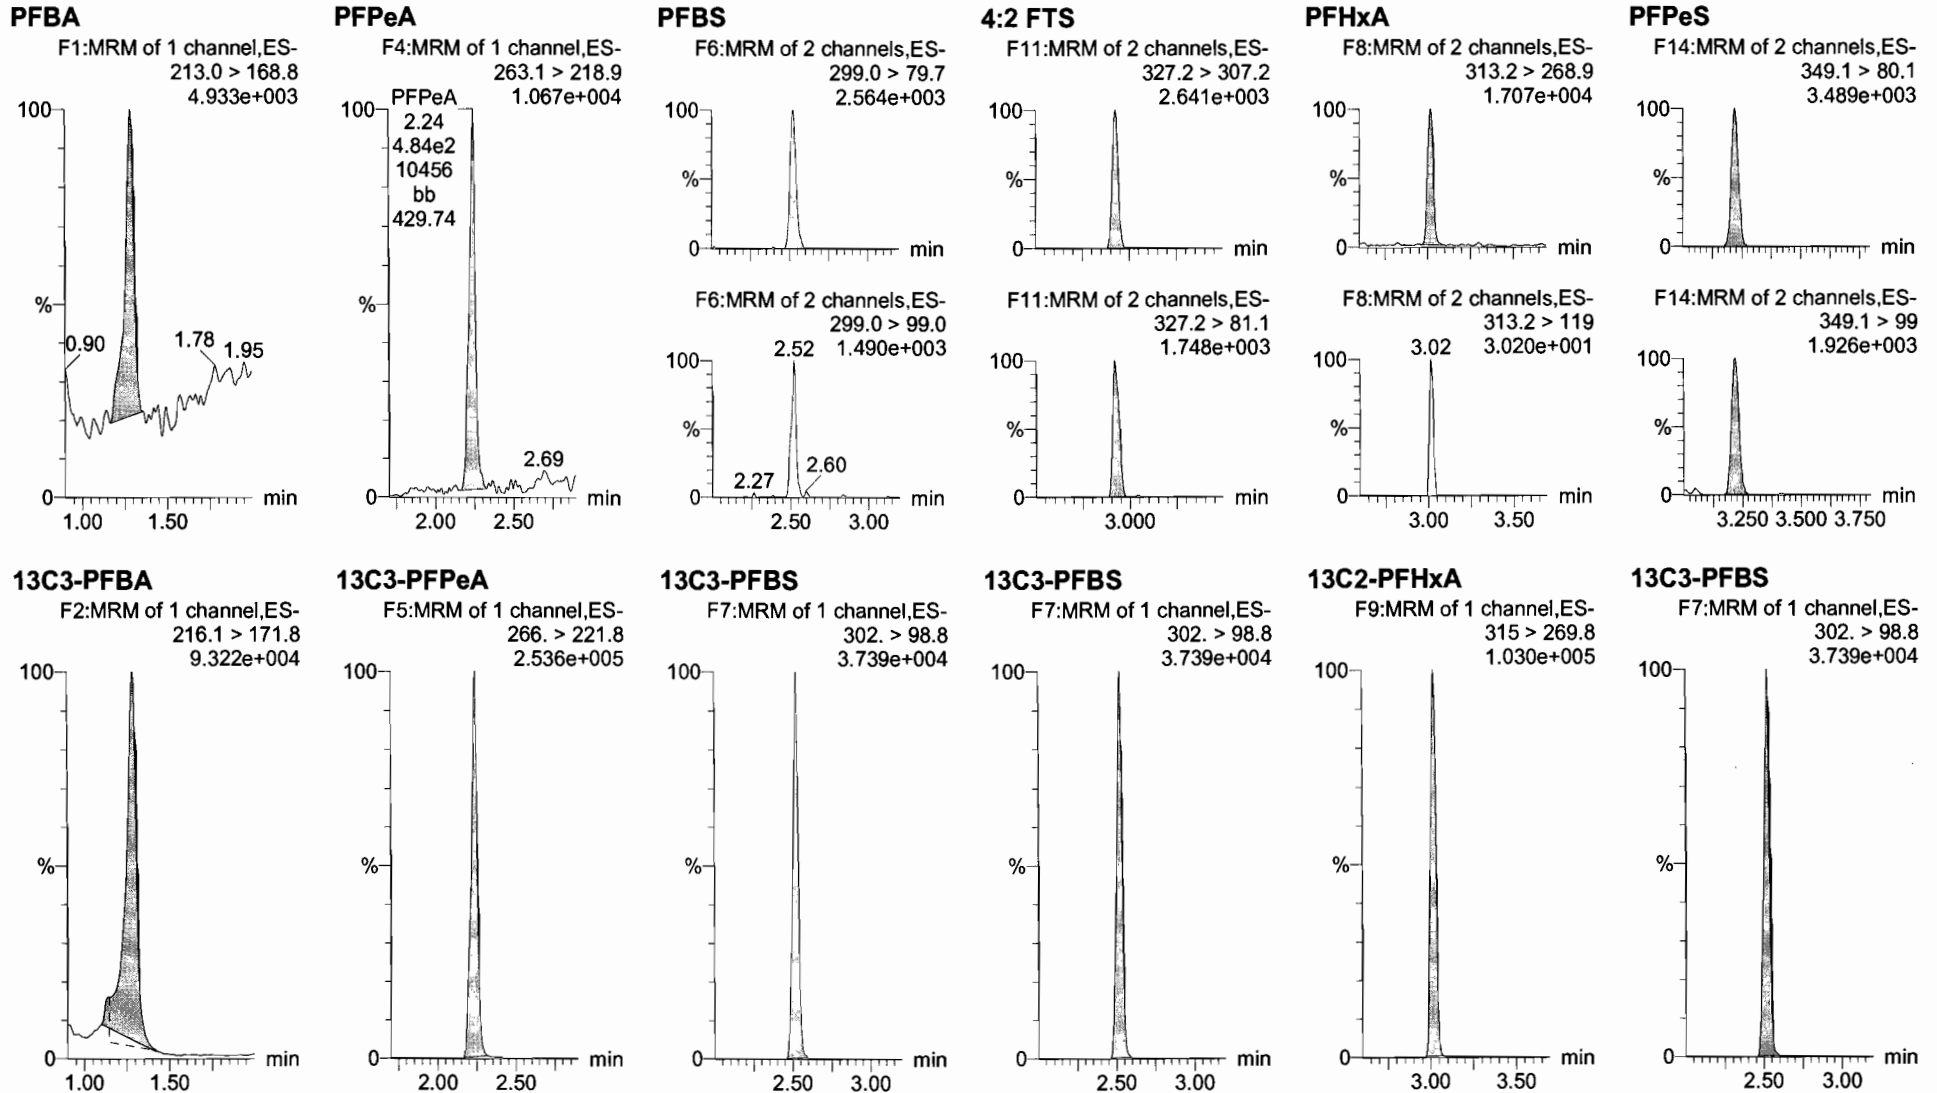 PFBA
F1:MRM of 1 channel,ES-
213.0 > 168.8
4.933e+003
100
%
0
0.90
1.78
1.95
min
1.00 1.50
PFPeA
F4:MRM of 1 channel,ES-
263.1 > 218.9
1.067e+004
PFPeA
2.24
4.84e2
10456
bb
429.74
100
%
0
2.69
min
2.00 2.50
PFBS
F6:MRM of 2 channels,ES-
299.0 > 79.7
2.564e+003
100
%
0
min
F6:MRM of 2 channels,ES-
299.0 > 99.0
2.52 1.490e+003
100
%
0
2.27
2.60
min
2.50 3.00
4:2 FTS
F11:MRM of 2 channels,ES-
327.2 > 307.2
2.641e+003
100
%
0
min
F11:MRM of 2 channels,ES-
327.2 > 81.1
1.748e+003
100
%
0
min
3.000
PFHxA
F8:MRM of 2 channels,ES-
313.2 > 268.9
1.707e+004
100
%
0
min
F8:MRM of 2 channels,ES-
313.2 > 119
3.02 3.020e+001
100
%
0
min
3.00 3.50
PFPeS
F14:MRM of 2 channels,ES-
349.1 > 80.1
3.489e+003
100
%
0
min
F14:MRM of 2 channels,ES-
349.1 > 99
1.926e+003
100
%
0
min
3.250 3.500 3.750
13C3-PFBA
F2:MRM of 1 channel,ES-
216.1 > 171.8
9.322e+004
100
%
0
min
1.00 1.50
13C3-PFPeA
F5:MRM of 1 channel,ES-
266. > 221.8
2.536e+005
100
%
0
min
2.00 2.50
13C3-PFBS
F7:MRM of 1 channel,ES-
302. > 98.8
3.739e+004
100
%
0
min
2.50 3.00
13C3-PFBS
F7:MRM of 1 channel,ES-
302. > 98.8
3.739e+004
100
%
0
min
2.50 3.00
13C2-PFHxA
F9:MRM of 1 channel,ES-
315 > 269.8
1.030e+005
100
%
0
min
3.00 3.50
13C3-PFBS
F7:MRM of 1 channel,ES-
302. > 98.8
3.739e+004
100
%
0
min
2.50 3.00